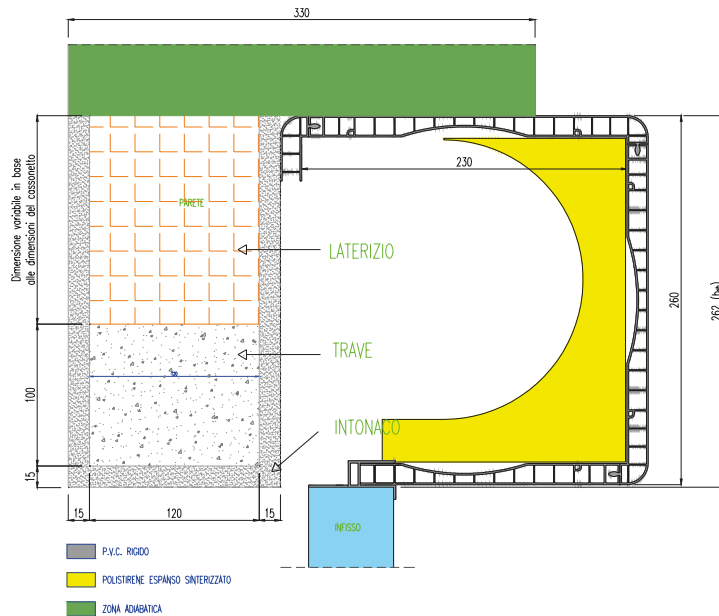 330
PARETE
230
Dimensione variabile in base
alle dimensioni del cassonetto
LATERIZIO
260
TRAVE
120
100
INTONACO
15
15
120
15
INFISSO
P.V.C. RIGIDO
POLISTIRENE ESPANSO SINTERIZZATO
ZONA ADIABATICA